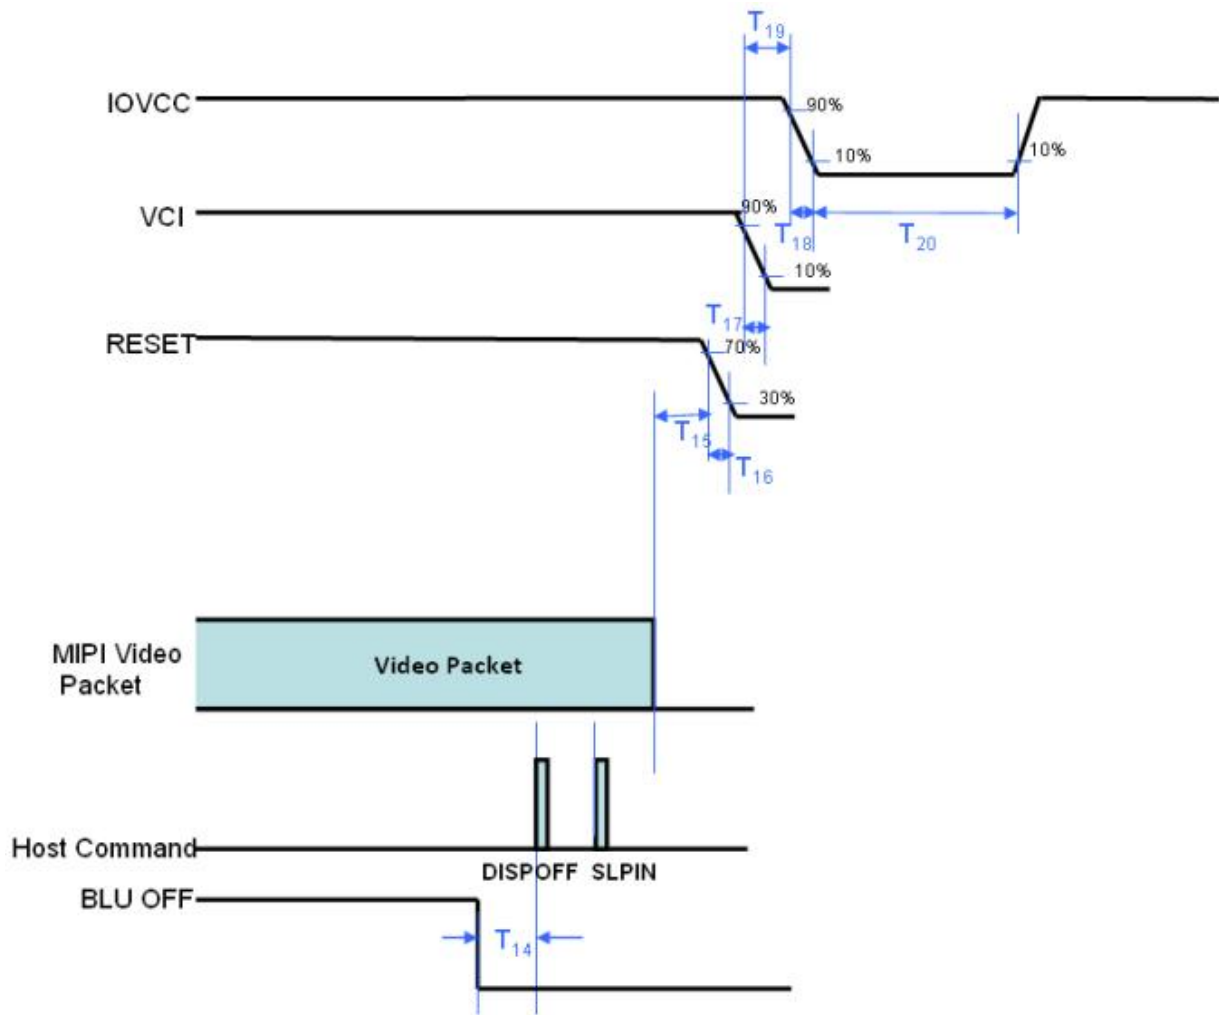 T19
IOVCC
90%
10%
10%
VCI
90%
T18
T20
10%
T17
RESET
70%
30%
T15
T16
MIPI Video
Packet
Video Packet
Host Command
DISPOFF SLPIN
BLU OFF
T14